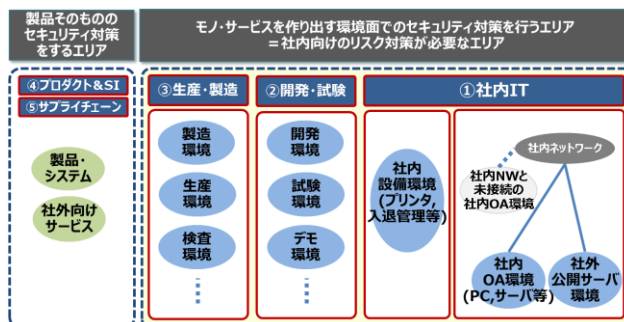 製品そのものの
セキュリティ対策
をするエリア
モノ・サービスを作り出す環境面でのセキュリティ対策を行うエリア
=社内向けのリスク対策が必要なエリア
④プロダクト&SI
⑤サプライチェーン
③生産・製造
②開発・試験
①社内IT
製品・
システム
社外向け
サービス
製造
環境
生産
環境
検査
環境
開発
環境
試験
環境
デモ
環境
社内
設備環境
(プリンタ,
入退管理等)
社内ネットワーク
社内NWと
未接続の
社内OA環境
社内
OA環境
(PC,サーバ等)
社外
公開サーバ
環境